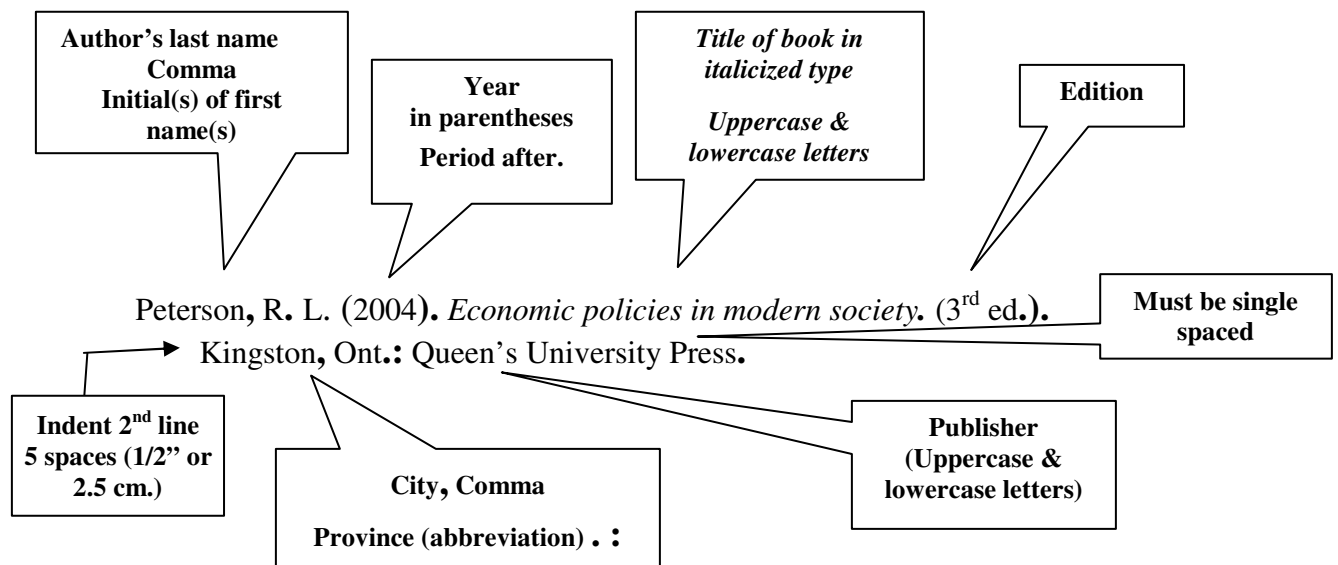 Author's last name
Comma
Initial(s) of first
name(s)
Year
in parentheses
Period after.
Title of book in
italicized type
Uppercase &
lowercase letters
Edition
Peterson, R. L. (2004). Economic policies in modern society. (3rd ed.).
Kingston, Ont.: Queen's University Press.
Must be single
spaced
Indent 2nd line
5 spaces (1/2" or
2.5 cm.)
City, Comma
Province (abbreviation) . :
Publisher
(Uppercase &
lowercase letters)